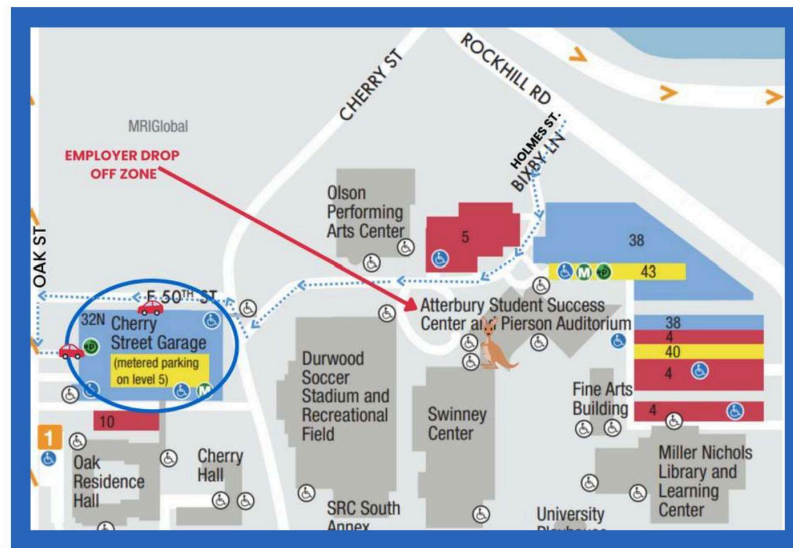 CHERRY ST
ROCKHILL RD
MRIGlobal
HOLMES ST.
BIXBY LN
EMPLOYER DROP
OFF ZONE
Olson
Performing
Arts Center
5
38
M
P
43
OAK ST
E 50TH ST
32N
Cherry
Street Garage
P
(metered parking
on level 5)
M
Atterbury Student Success
Center and Pierson Auditorium
38
4
40
4
4
Durwood
Soccer
Stadium and
Recreational
Field
Swinney
Center
Fine Arts
Building
10
1
Oak
Residence
Hall
Cherry
Hall
Miller Nichols
Library and
Learning
Center
SRC South
Annex
University
Playhouse